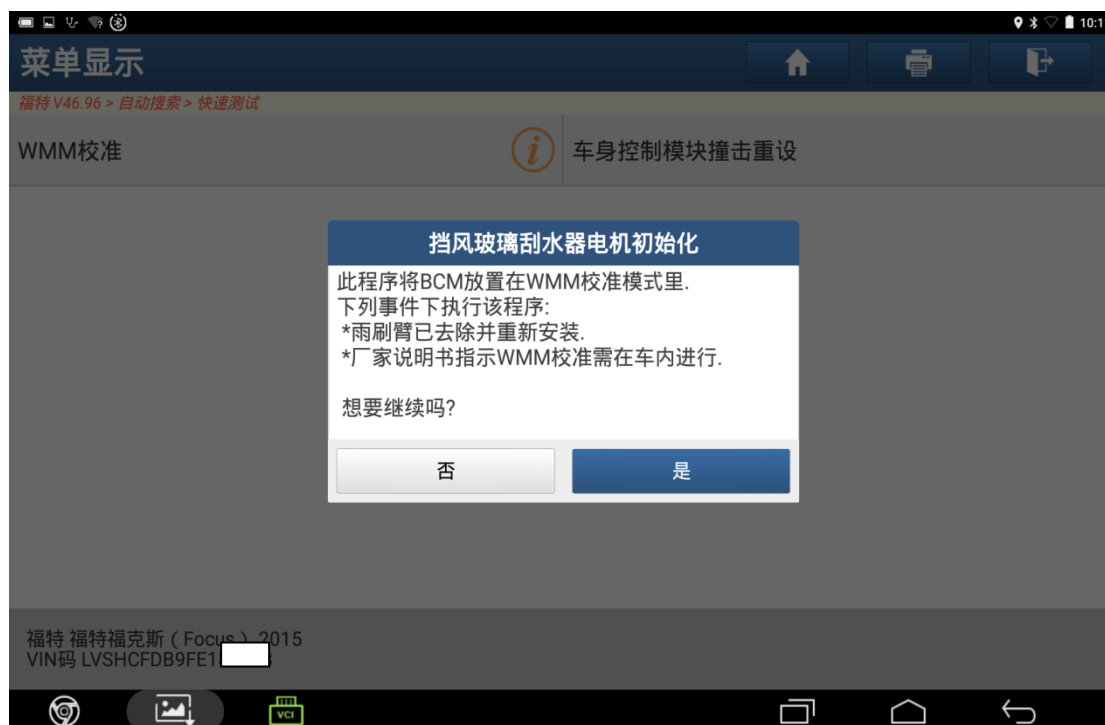 10:1
菜单显示
福特 V46.96 > 自动搜索 > 快速测试
WMM校准
车身控制模块撞击重设
挡风玻璃刮水器电机初始化
此程序将BCM放置在WMM校准模式里.
下列事件下执行该程序:
*雨刷臂已去除并重新安装.
*厂家说明书指示WMM校准需在车内进行.
想要继续吗?
否
是
福特 福特福克斯（Focus）2015
VIN码 LVSHCFDB9FE1
VCI